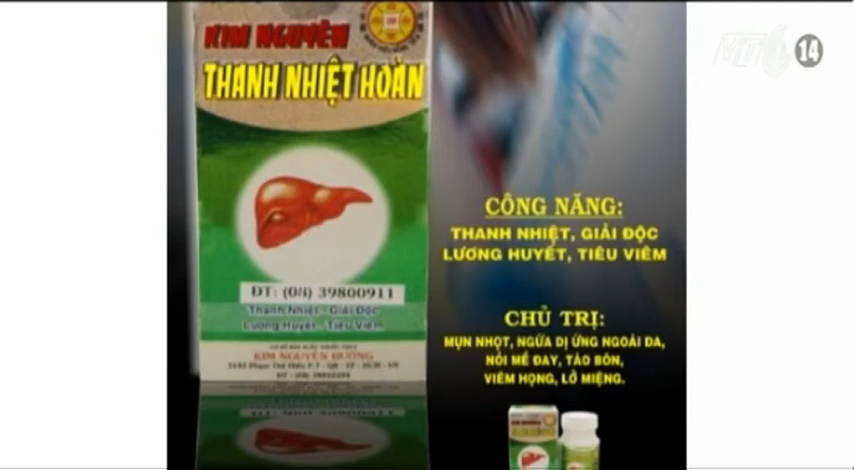 14
KIM NGUYÊN
THANH NHIỆT HOÀN
ĐT: (08) 39800911
Thanh Nhiệt - Giải Độc
Lương Huyết - Tiêu Viêm
KIM NGUYÊN ĐƯỜNG
CÔNG NĂNG:
THANH NHIỆT, GIẢI ĐỘC
LƯƠNG HUYẾT, TIÊU VIÊM
CHỦ TRỊ:
MỤN NHỌT, NGỨA DỊ ỨNG NGOÀI DA,
NỔI MỀ ĐAY, TÁO BÓN,
VIÊM HỌNG, LỞ MIỆNG.